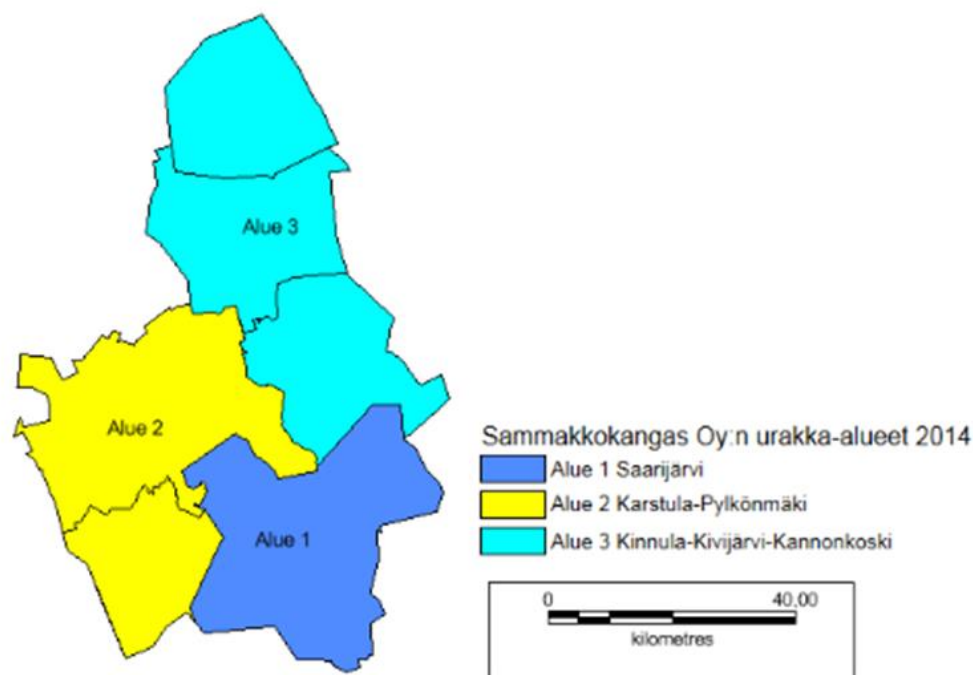 Alue 3
Alue 2
Alue 1
Sammakkokangas Oy:n urakka-alueet 2014
Alue 1 Saarijärvi
Alue 2 Karstula-Pylkönmäki
Alue 3 Kinnula-Kivijärvi-Kannonkoski
0 40,00
kilometres